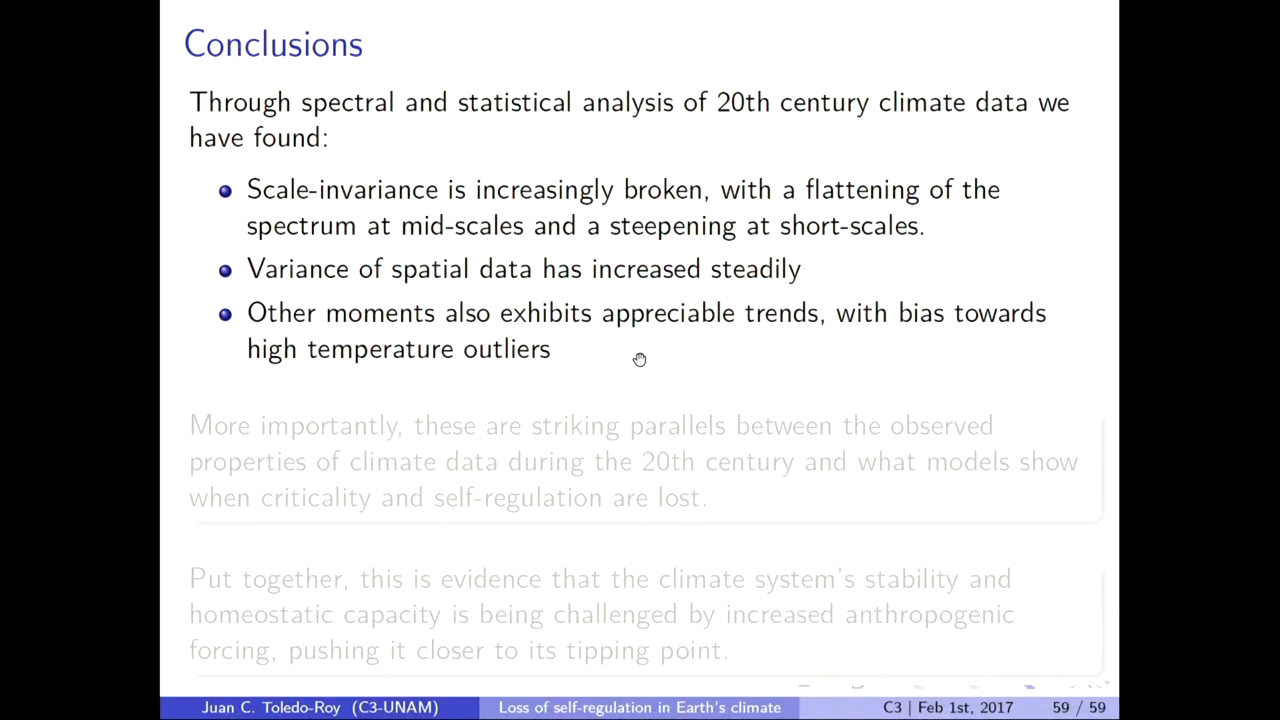 Conclusions
Through spectral and statistical analysis of 20th century climate data we
have found:
Scale-invariance is increasingly broken, with a flattening of the
spectrum at mid-scales and a steepening at short-scales.
Variance of spatial data has increased steadily
Other moments also exhibits appreciable trends, with bias towards
high temperature outliers
More importantly, these are striking parallels between the observed
properties of climate data during the 20th century and what models show
when criticality and self-regulation are lost.
Put together, this is evidence that the climate system's stability and
homeostatic capacity is being challenged by increased anthropogenic
forcing, pushing it closer to its tipping point.
Juan C. Toledo-Roy (C3-UNAM) Loss of self-regulation in Earth's climate C3 | Feb 1st, 2017 59 / 59